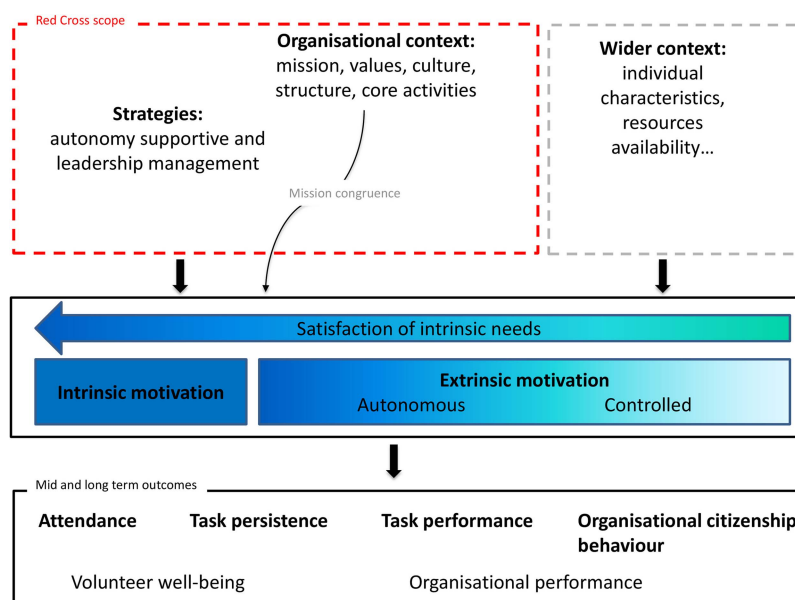 Red Cross scope
Organisational context:
mission, values, culture,
structure, core activities
Strategies:
autonomy supportive and
leadership management
Mission congruence
Wider context:
individual
characteristics,
resources
availability...
Satisfaction of intrinsic needs
Intrinsic motivation
Extrinsic motivation
Autonomous Controlled
Mid and long term outcomes
Attendance Task persistence Task performance Organisational citizenship
behaviour
Volunteer well-being Organisational performance